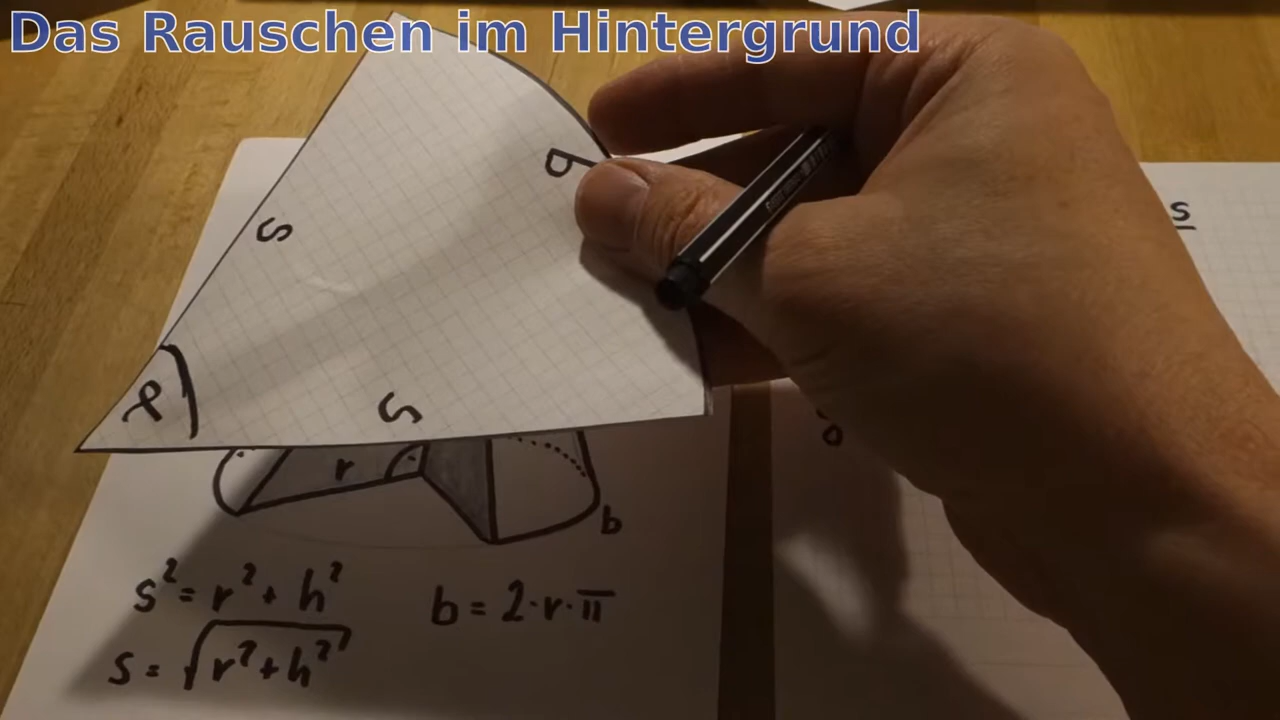 Das Rauschen im Hintergrund
b
s
s
α
s
r
b
s² = r² + h²
b = 2·r·π
s = √r² + h²